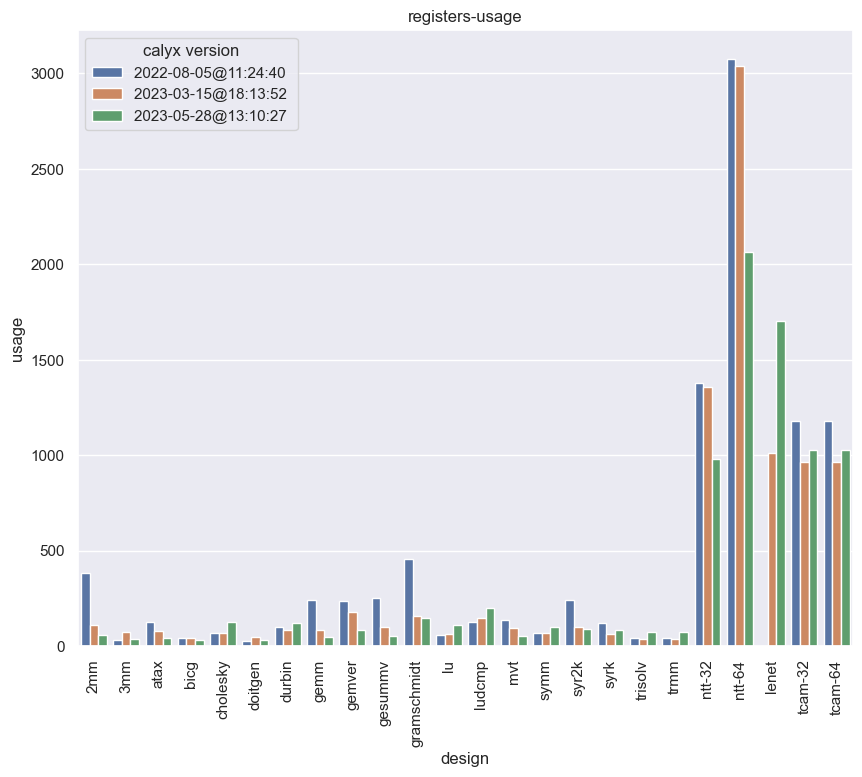 registers-usage
calyx version
2022-08-05@11:24:40
2023-03-15@18:13:52
2023-05-28@13:10:27
usage
3000
2500
2000
1500
1000
500
0
2mm
3mm
atax
bicg
cholesky
doitgen
durbin
gemm
gemver
gesummv
gramschmidt
lu
ludcmp
mvt
symm
syr2k
syrk
trisolv
trmm
ntt-32
ntt-64
lenet
tcam-32
tcam-64
design